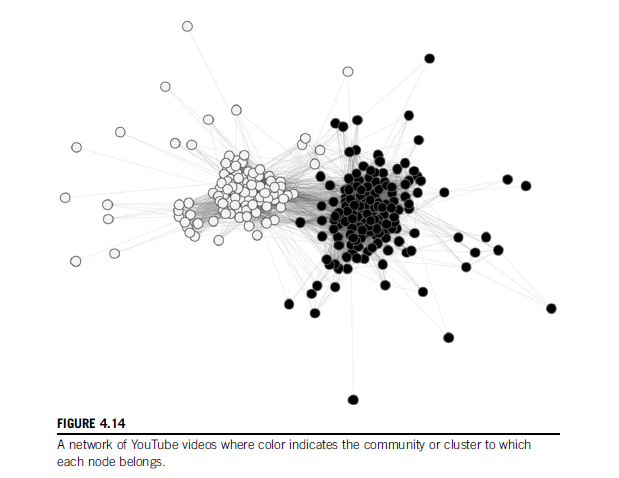 FIGURE 4.14
A network of YouTube videos where color indicates the community or cluster to which
each node belongs.